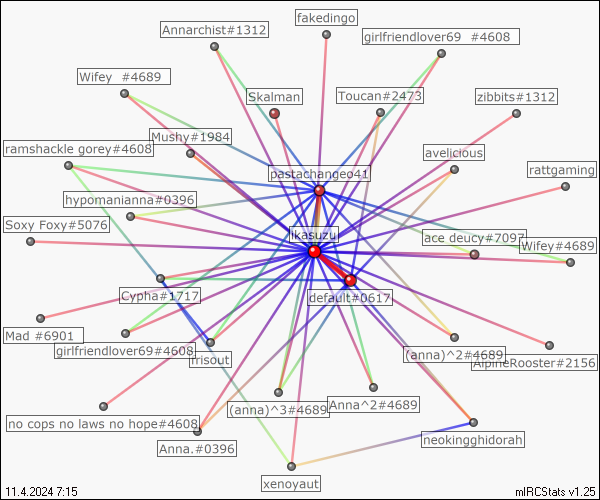 fakedingo
Annarchist#1312
girlfriendlover69 #4608
Wifey #4689
Skalman
Toucan#2473
zibbits#1312
Mushy#1984
ramshackle gorey#4608
avelicious
pastachangeo41
rattgaming
hypomanianna#0396
Soxy Foxy#5076
ikasuzu
ace deucy#7097
Wifey#4689
Cypha#1717
default#0617
Mad #6901
girlfriendlover69#4608
frisout
(anna)^2#4689
AlpineRooster#2156
(anna)^3#4689
Anna^2#4689
no cops no laws no hope#4608
Anna.#0396
neokingghidorah
xenoyaut
11.4.2024 7:15
mIRCStats v1.25